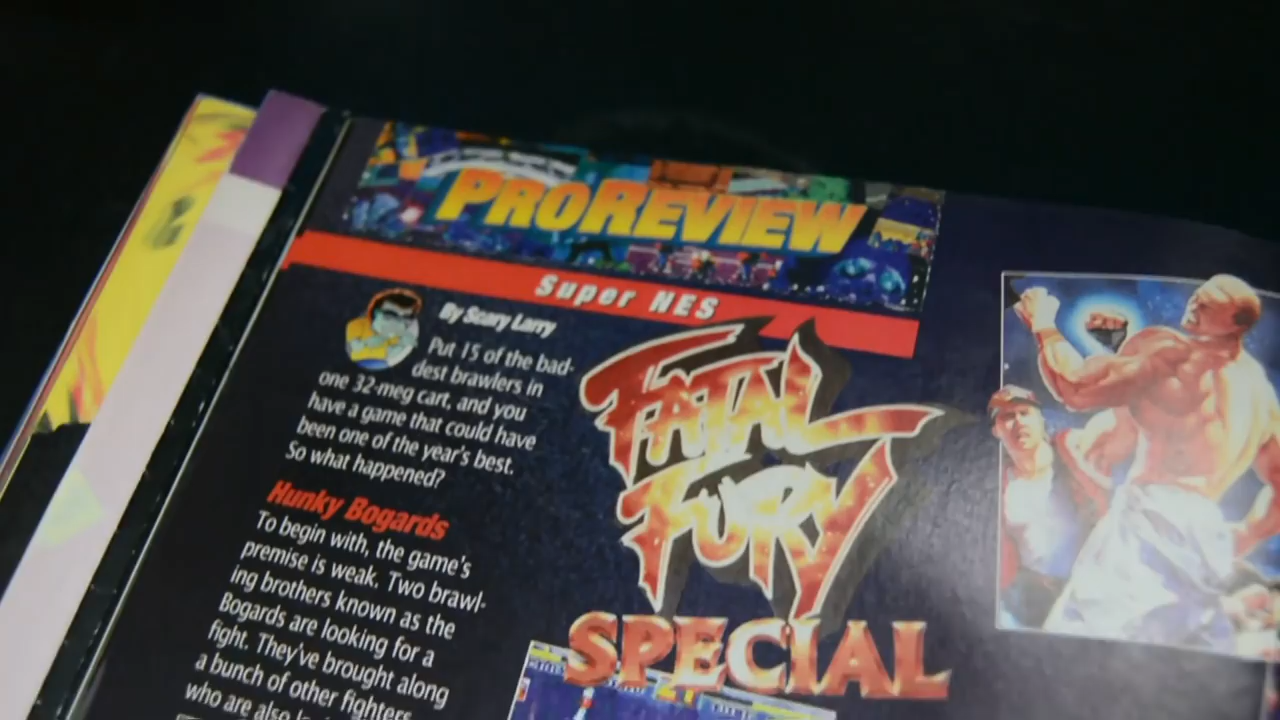 PROREVIEW
Super NES
By Scary Larry
Put 15 of the bad-
dest brawlers in
one 32-meg cart, and you
have a game that could have
been one of the year's best.
So what happened?
Hunky Bogards
To begin with, the game's
premise is weak. Two brawl-
ing brothers known as the
Bogards are looking for a
fight. They've brought along
a bunch of other fighters
who are also
FATAL
FURY
SPECIAL